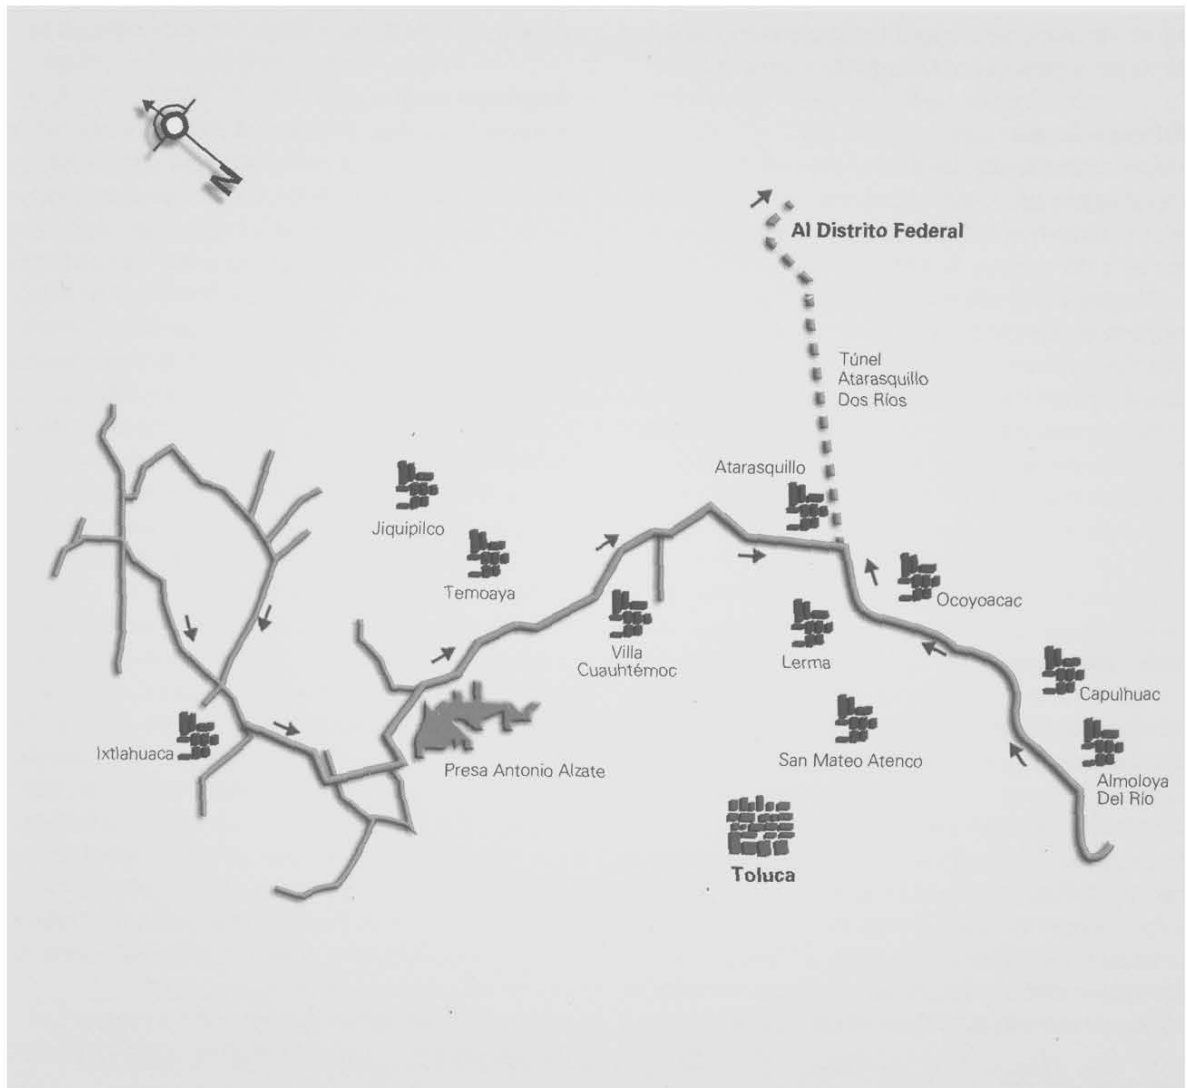 N
Al Distrito Federal
Túnel
Atarasquillo
Dos Ríos
Atarasquillo
Jiquipilco
Temoaya
Ocoyoacac
Villa
Cuauhtémoc
Lerma
Capulhuac
Ixtlahuaca
Presa Antonio Alzate
San Mateo Atenco
Almoloya
Del Río
Toluca